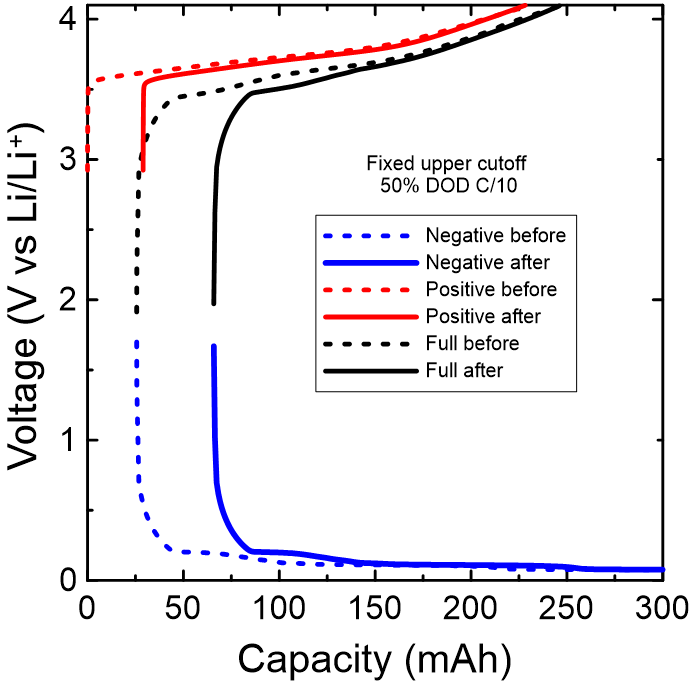 4
3
2
1
0
Voltage (V vs Li/Li⁺)
Fixed upper cutoff
50% DOD C/10
Negative before
Negative after
Positive before
Positive after
Full before
Full after
0 50 100 150 200 250 300
Capacity (mAh)